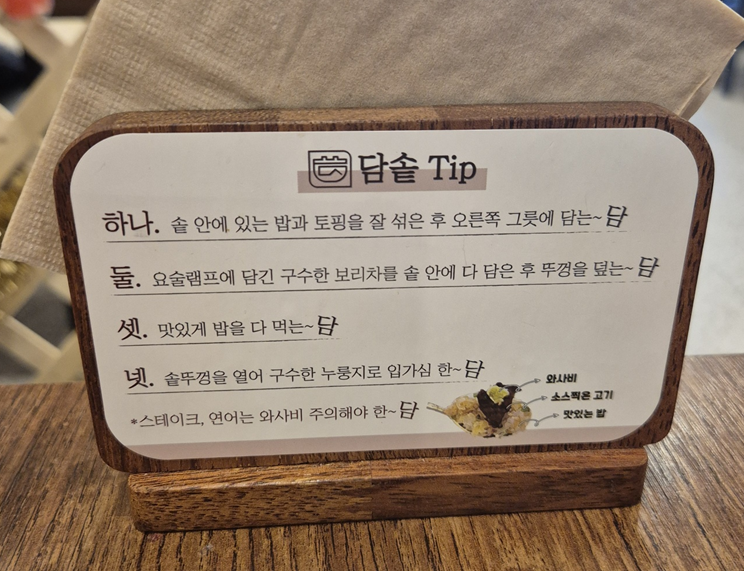 담솥 Tip
하나. 솥 안에 있는 밥과 토핑을 잘 섞은 후 오른쪽 그릇에 담는~담
둘. 요술램프에 담긴 구수한 보리차를 솥 안에 다 담은 후 뚜껑을 덮는~담
셋. 맛있게 밥을 다 먹는~담
넷. 솥뚜껑을 열어 구수한 누룽지로 입가심 한~담
*스테이크, 연어는 와사비 주의해야 한~담
와사비
소스찍은 고기
맛있는 밥